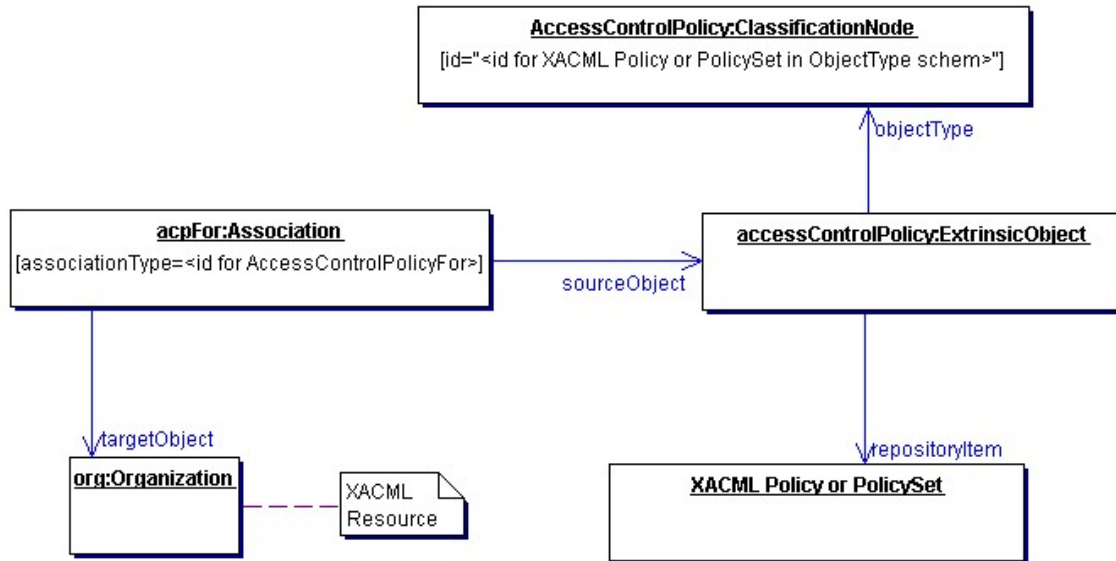 AccessControlPolicy:ClassificationNode
[id="<id for XACML Policy or PolicySet in ObjectType schem>"]
objectType
acpFor:Association
[associationType=<id for AccessControlPolicyFor>]
sourceObject
accessControlPolicy:ExtrinsicObject
targetObject
org:Organization
XACML
Resource
repositoryItem
XACML Policy or PolicySet